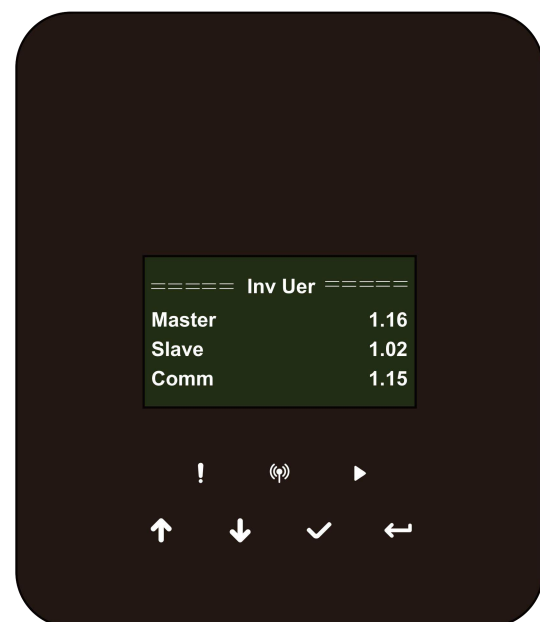 ===== Inv Uer =====
Master 1.16
Slave 1.02
Comm 1.15